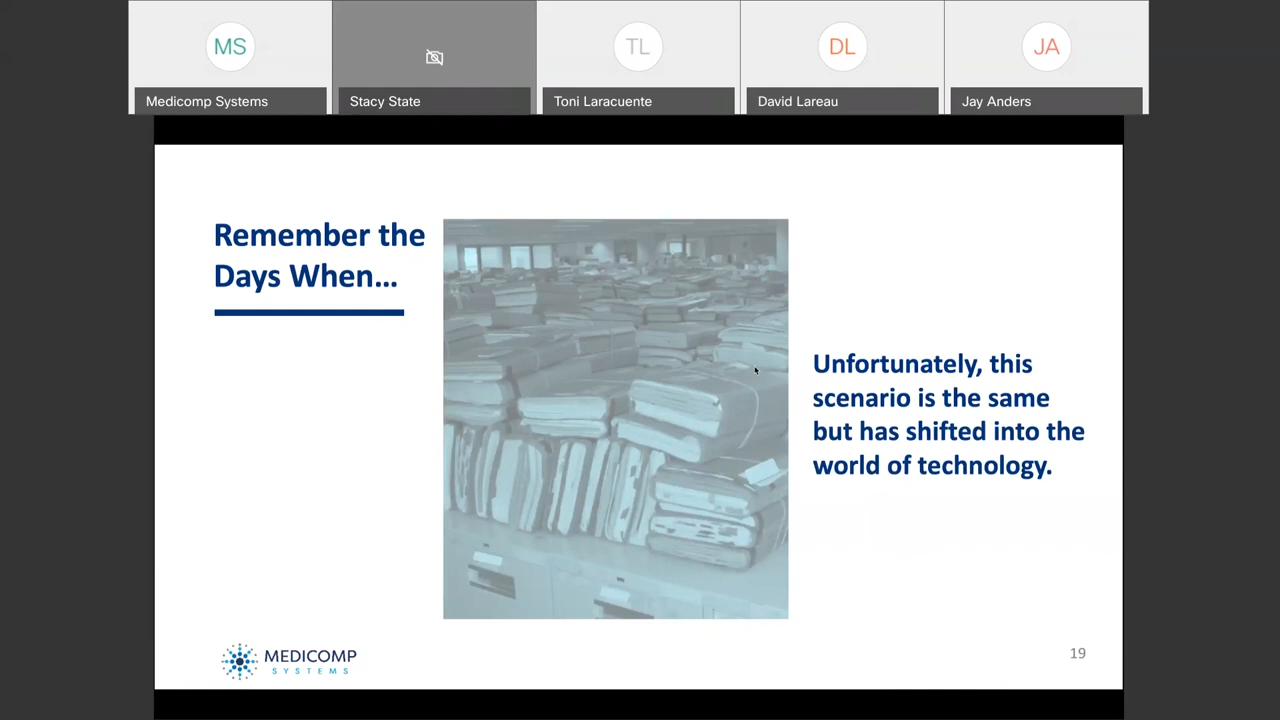 MS
TL
DL
JA
Medicomp Systems
Stacy State
Toni Laracuente
David Lareau
Jay Anders
Remember the
Days When...
Unfortunately, this
scenario is the same
but has shifted into the
world of technology.
MEDICOMP
SYSTEMS
19